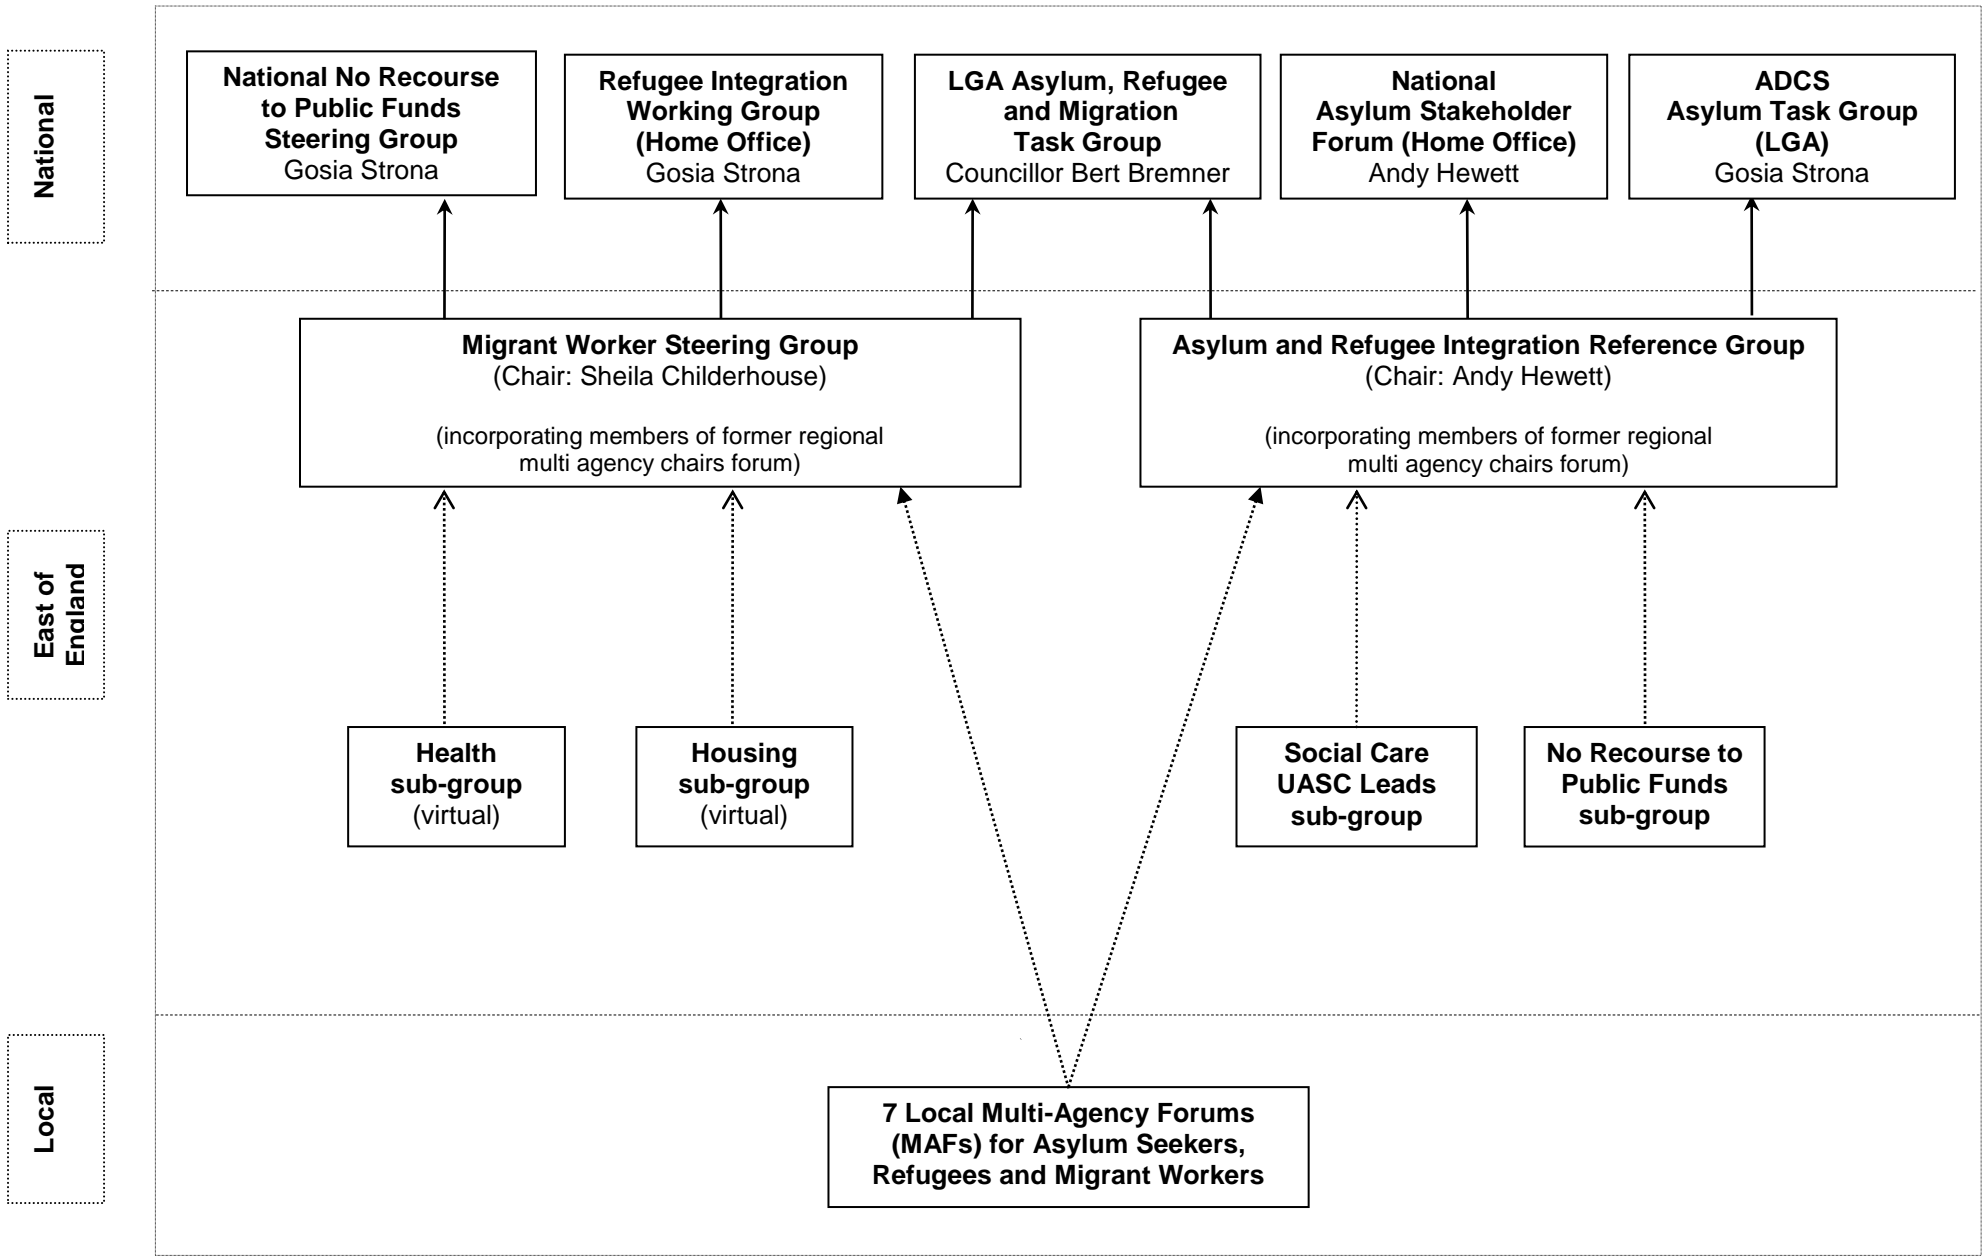 National
National No Recourse
to Public Funds
Steering Group
Gosia Strona
Refugee Integration
Working Group
(Home Office)
Gosia Strona
LGA Asylum, Refugee
and Migration
Task Group
Councillor Bert Bremner
National
Asylum Stakeholder
Forum (Home Office)
Andy Hewett
ADCS
Asylum Task Group
(LGA)
Gosia Strona
East of
England
Migrant Worker Steering Group
(Chair: Sheila Childerhouse)
(incorporating members of former regional
multi agency chairs forum)
Asylum and Refugee Integration Reference Group
(Chair: Andy Hewett)
(incorporating members of former regional
multi agency chairs forum)
Health
sub-group
(virtual)
Housing
sub-group
(virtual)
Social Care
UASC Leads
sub-group
No Recourse to
Public Funds
sub-group
Local
7 Local Multi-Agency Forums
(MAFs) for Asylum Seekers,
Refugees and Migrant Workers